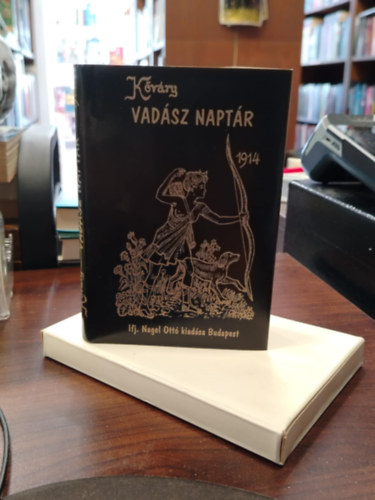 Kőváry
VADÁSZ NAPTÁR
1914
Ifj. Nagel Ottó kiadása Budapest